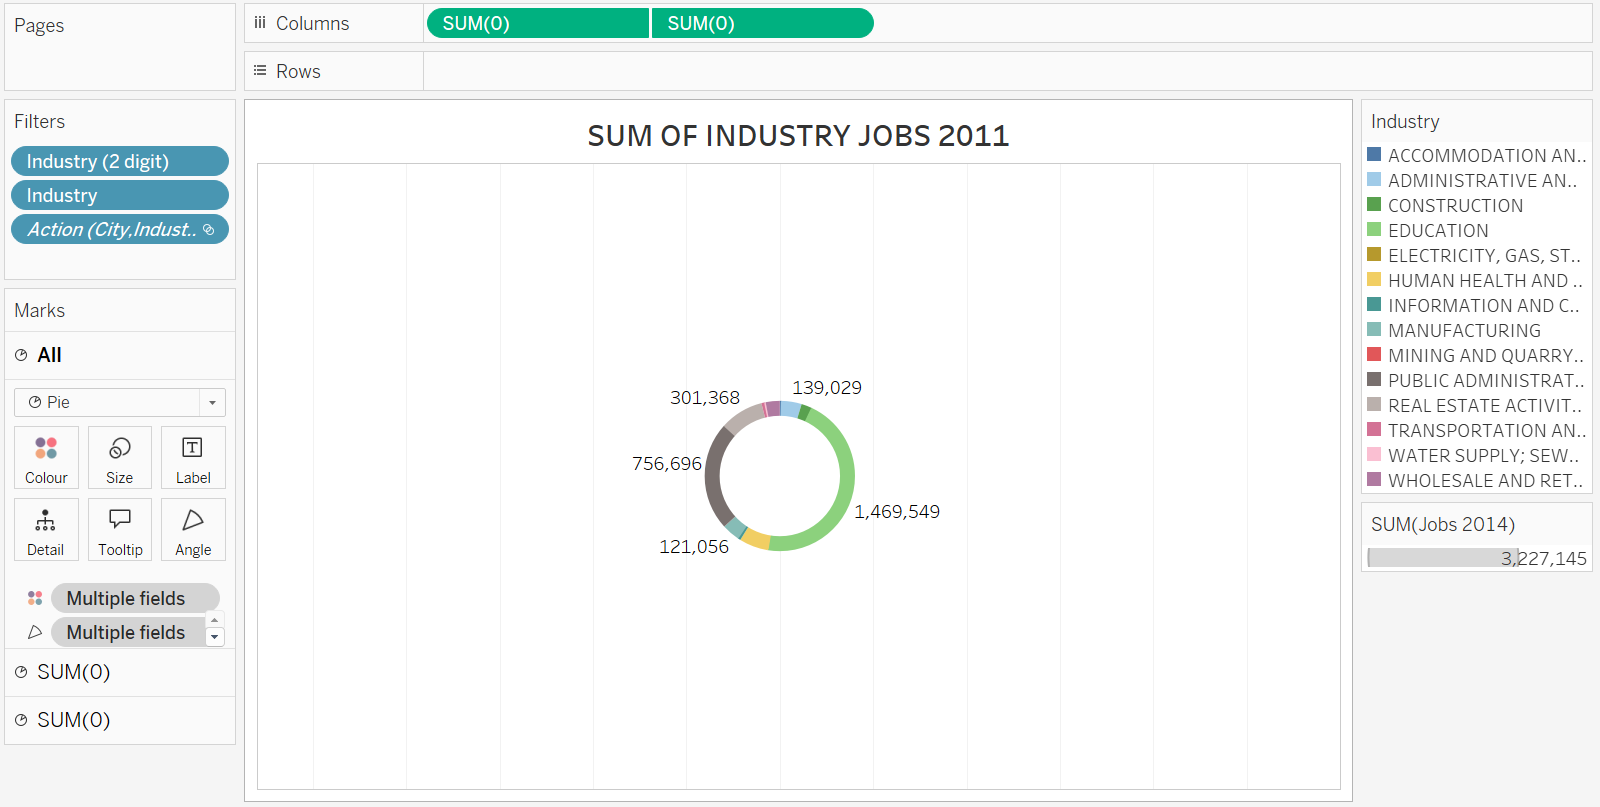 Pages
Columns
SUM(0)
SUM(0)
Rows
Filters
Industry (2 digit)
Industry
Action (City,Indust..
Marks
All
Pie
Colour
Size
Label
Detail
Tooltip
Angle
Multiple fields
Multiple fields
SUM(0)
SUM(0)
SUM OF INDUSTRY JOBS 2011
301,368
139,029
756,696
1,469,549
121,056
Industry
ACCOMMODATION AN..
ADMINISTRATIVE AN..
CONSTRUCTION
EDUCATION
ELECTRICITY, GAS, ST..
HUMAN HEALTH AND ..
INFORMATION AND C..
MANUFACTURING
MINING AND QUARRY..
PUBLIC ADMINISTRAT..
REAL ESTATE ACTIVIT..
TRANSPORTATION AN..
WATER SUPPLY; SEW..
WHOLESALE AND RET..
SUM(Jobs 2014)
3,227,145